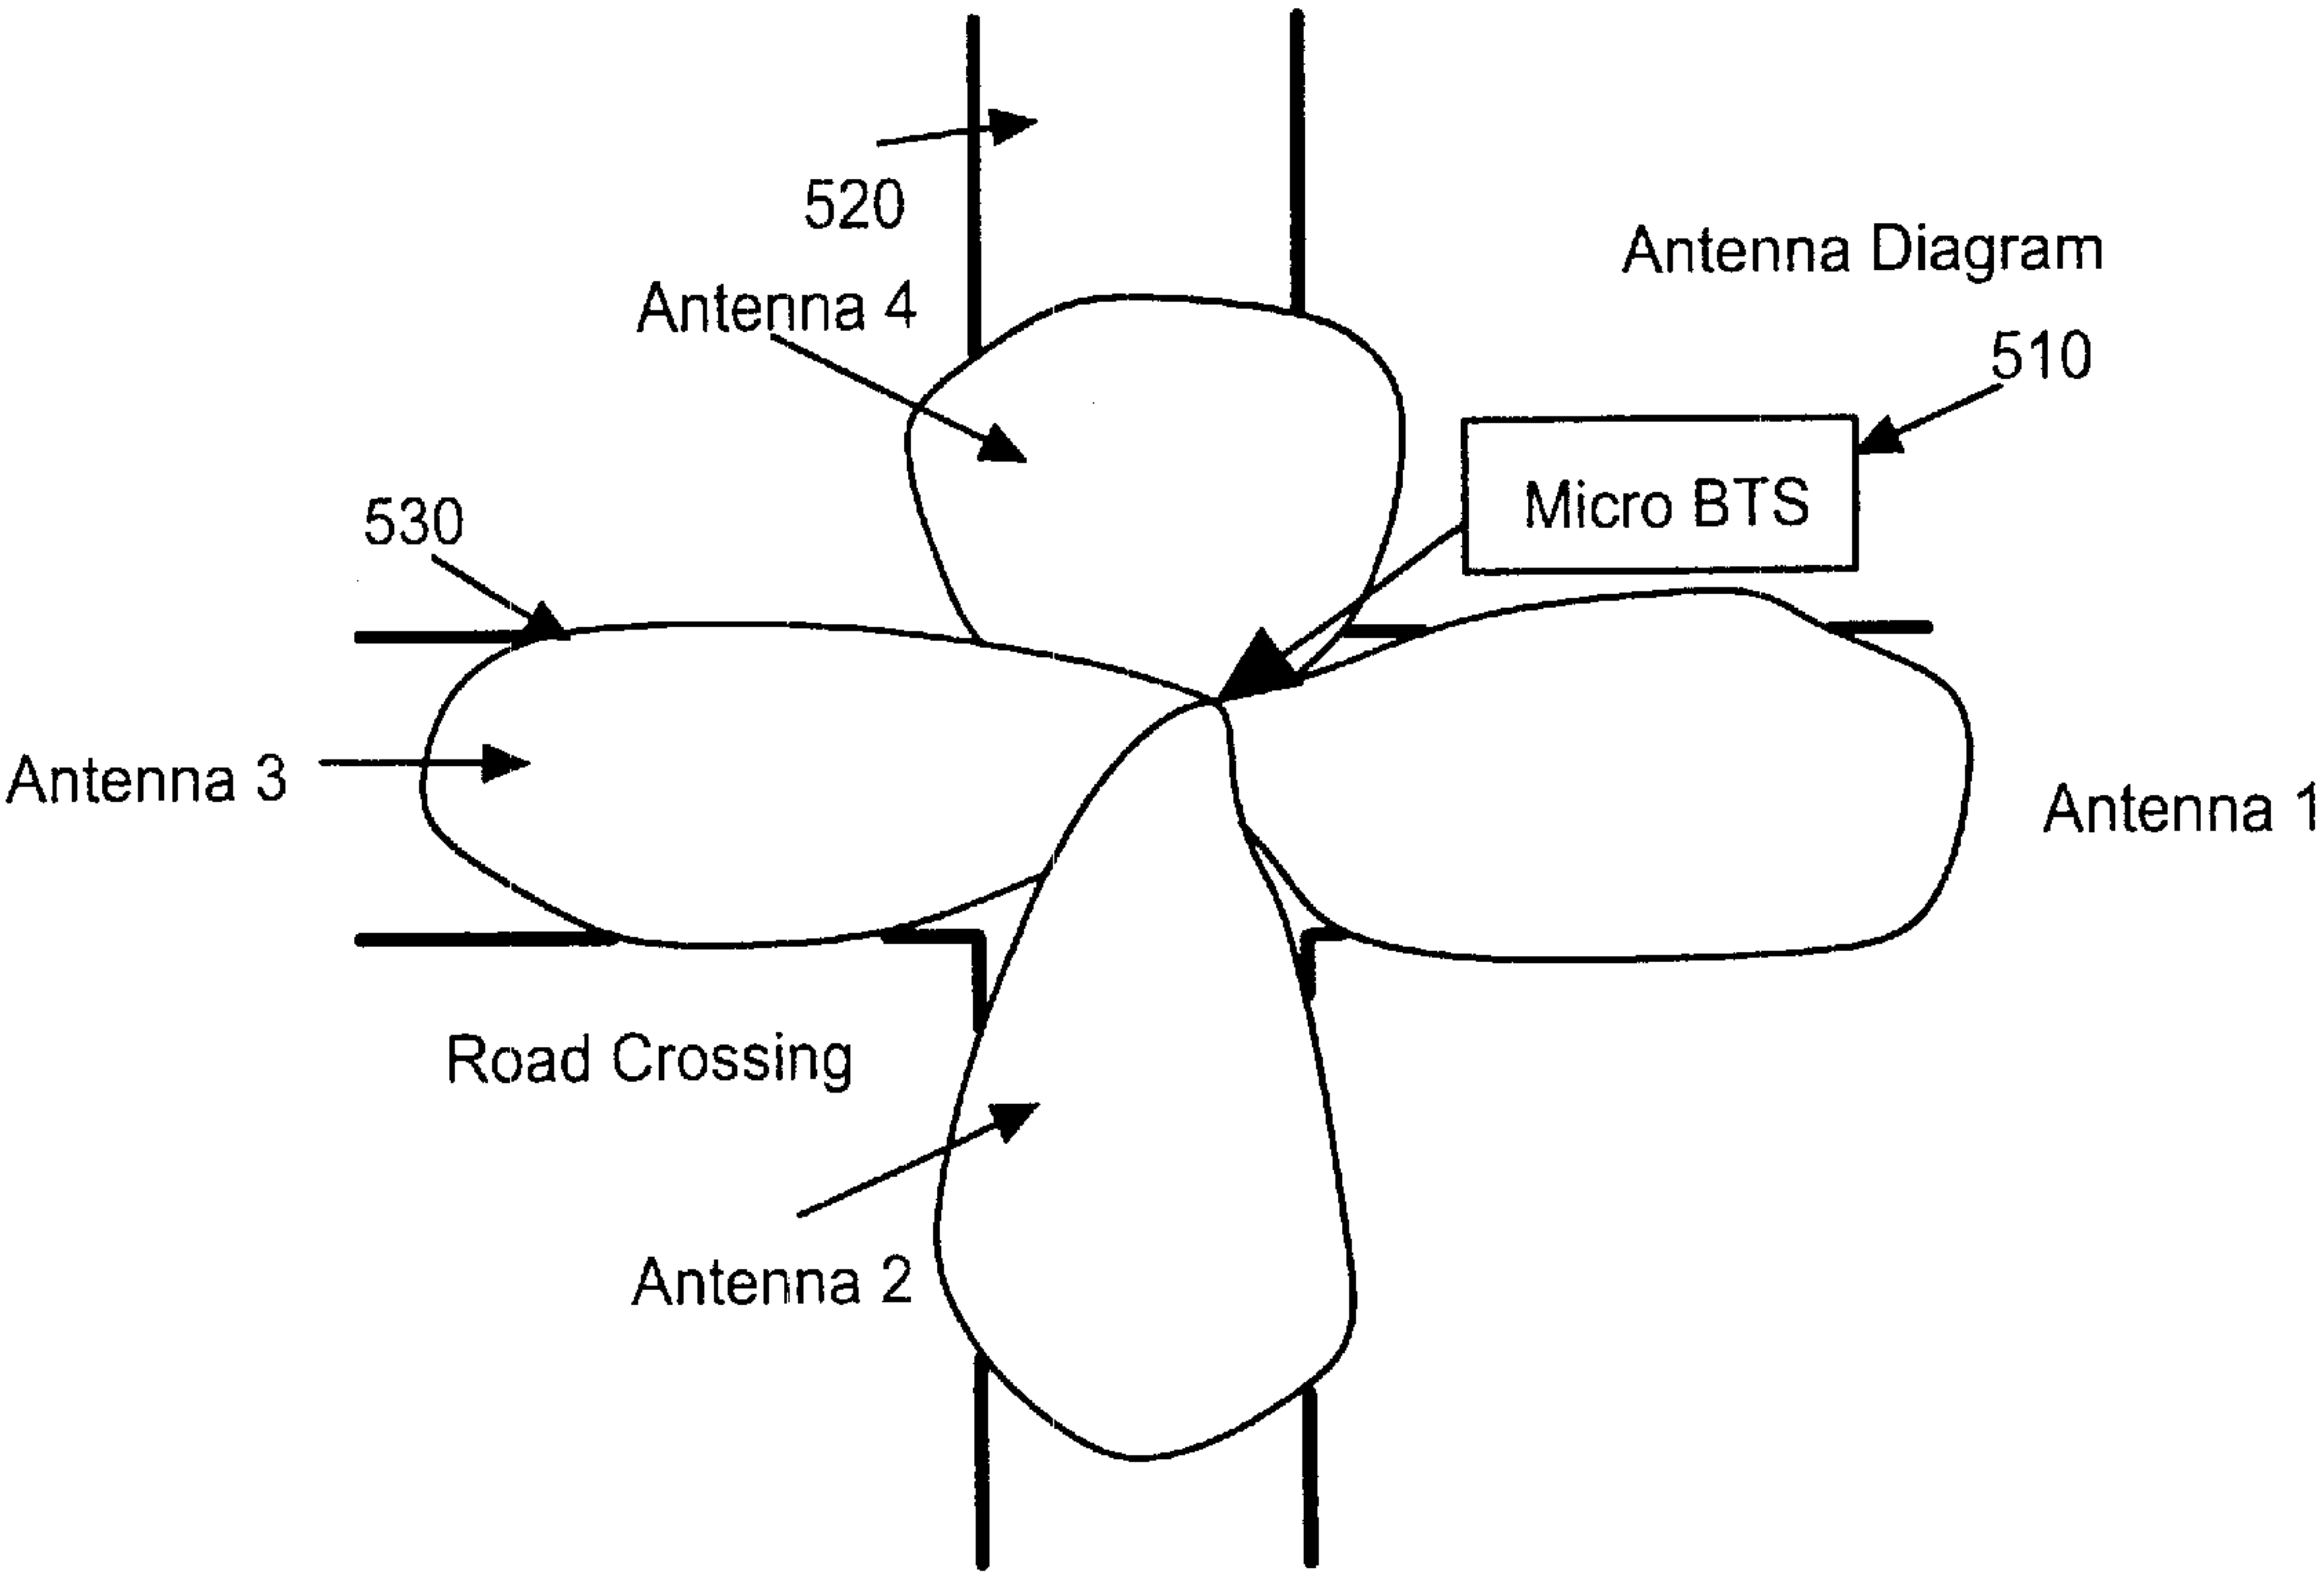 520
Antenna Diagram
Antenna 4
510
Micro BTS
530
Antenna 3
Antenna 1
Road Crossing
Antenna 2